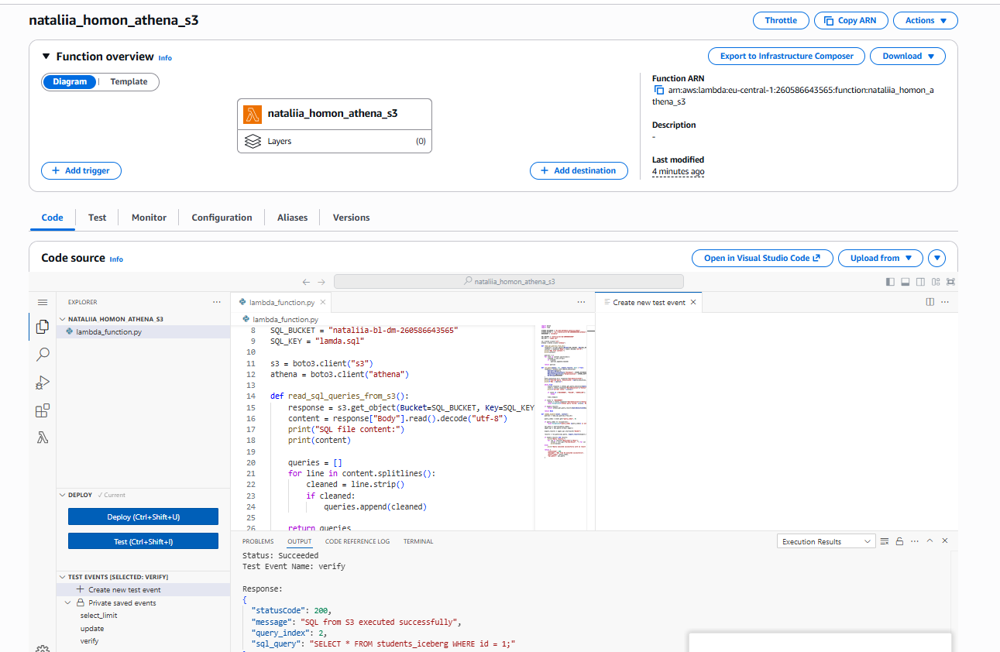 nataliia_homon_athena_s3
Throttle
Copy ARN
Actions
Function overview Info
Export to Infrastructure Composer
Download
Diagram
Template
nataliia_homon_athena_s3
Layers
(0)
Add trigger
Add destination
Function ARN
arn:aws:lambda:eu-central-1:260586643565:function:nataliia_homon_a
thena_s3
Description
-
Last modified
4 minutes ago
Code
Test
Monitor
Configuration
Aliases
Versions
Code source Info
Open in Visual Studio Code
Upload from
nataliia_homon_athena_s3
EXPLORER
NATALIIA HOMON ATHENA S3
lambda_function.py
DEPLOY
Current
Deploy (Ctrl+Shift+U)
Test (Ctrl+Shift+I)
TEST EVENTS [SELECTED: VERIFY]
Create new test event
Private saved events
select_limit
update
verify
lambda_function.py
lambda_function.py
8 SQL_BUCKET = "nataliia-bl-dm-260586643565"
9 SQL_KEY = "lamda.sql"
10
11 s3 = boto3.client("s3")
12 athena = boto3.client("athena")
13
14 def read_sql_queries_from_s3():
15 response = s3.get_object(Bucket=SQL_BUCKET, Key=SQL_KEY
16 content = response["Body"].read().decode("utf-8")
17 print("SQL file content:")
18 print(content)
19
20 queries = []
21 for line in content.splitlines():
22 cleaned = line.strip()
23 if cleaned:
24 queries.append(cleaned)
25
26 return queries
Create new test event
PROBLEMS
OUTPUT
CODE REFERENCE LOG
TERMINAL
Execution Results
Status: Succeeded
Test Event Name: verify
Response:
{
"statusCode": 200,
"message": "SQL from S3 executed successfully",
"query_index": 2,
"sql_query": "SELECT * FROM students_iceberg WHERE id = 1;"